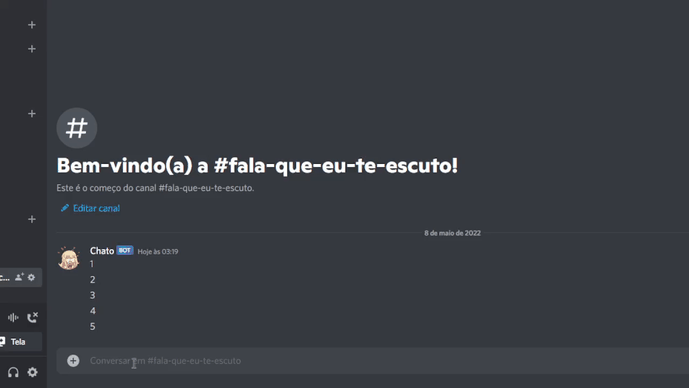 #
Bem-vindo(a) a #fala-que-eu-te-escuto!
Este é o começo do canal #fala-que-eu-te-escuto.
Editar canal
8 de maio de 2022
Chato BOT Hoje às 03:19
1
2
3
4
5
c...
Tela
Conversar em #fala-que-eu-te-escuto